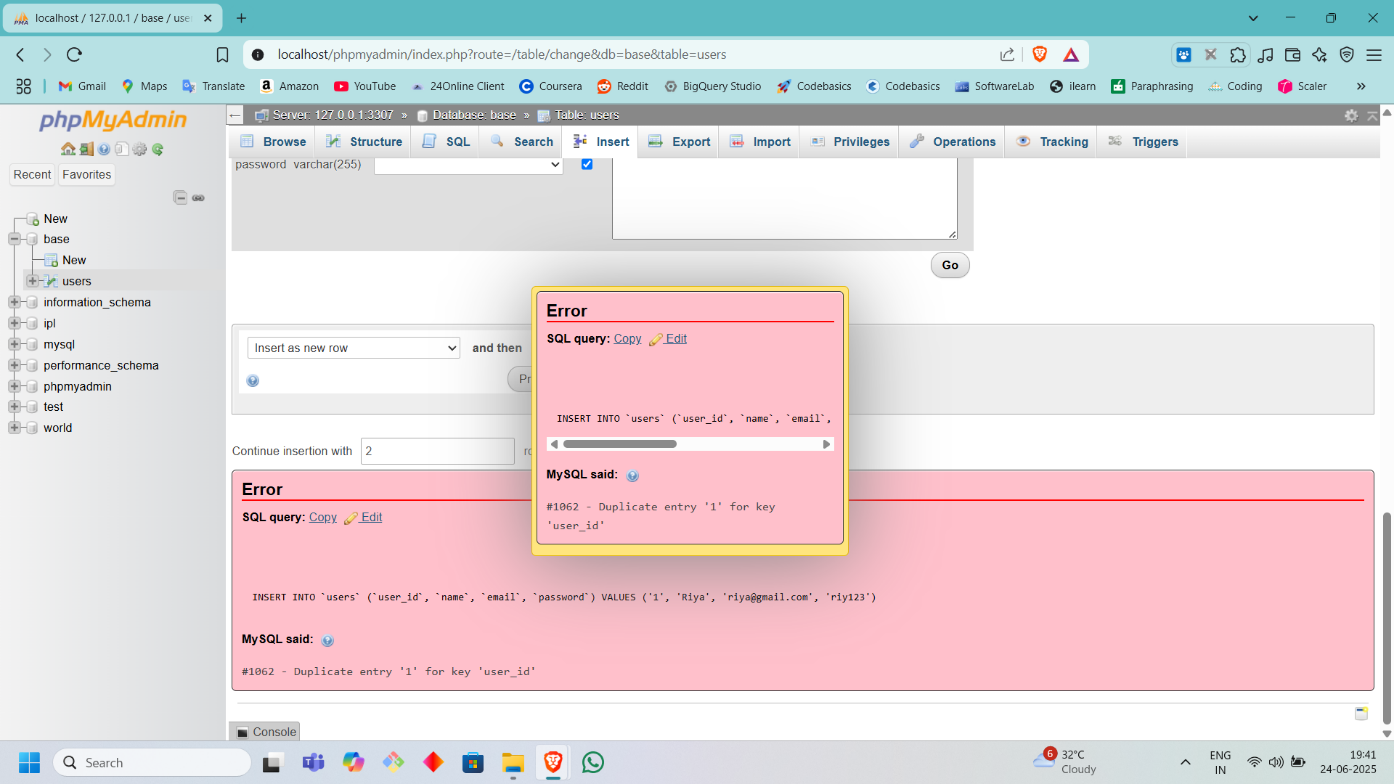 localhost / 127.0.0.1 / base / use
localhost/phpmyadmin/index.php?route=/table/change&db=base&table=users
Gmail Maps Translate Amazon YouTube 24Online Client Coursera Reddit BigQuery Studio Codebasics Codebasics SoftwareLab ilearn Paraphrasing Coding Scaler »
phpMyAdmin
Recent Favorites
New
base
New
users
information_schema
ipl
mysql
performance_schema
phpmyadmin
test
world
Server: 127.0.0.1:3307 » Database: base » Table: users
Browse Structure SQL Search Insert Export Import Privileges Operations Tracking Triggers
password varchar(255)
Go
Insert as new row and then
Pr
Continue insertion with 2 ro
Error
SQL query: Copy Edit
INSERT INTO `users` (`user_id`, `name`, `email`,
MySQL said:
#1062 - Duplicate entry '1' for key
'user_id'
Error
SQL query: Copy Edit
INSERT INTO `users` (`user_id`, `name`, `email`, `password`) VALUES ('1', 'Riya', 'riya@gmail.com', 'riy123')
MySQL said:
#1062 - Duplicate entry '1' for key 'user_id'
Console
Search
6
32°C
Cloudy
ENG
IN
19:41
24-06-2025